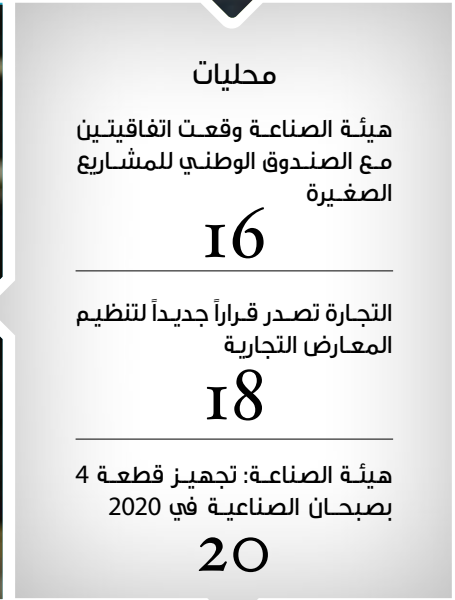 محليات
هيئة الصناعة وقعت اتفاقيتين
مع الصندوق الوطني للمشاريع
الصغيرة
16
التجارة تصدر قراراً جديداً لتنظيم
المعارض التجارية
18
هيئة الصناعة: تجهيز قطعة 4
بصبحان الصناعية في 2020
20